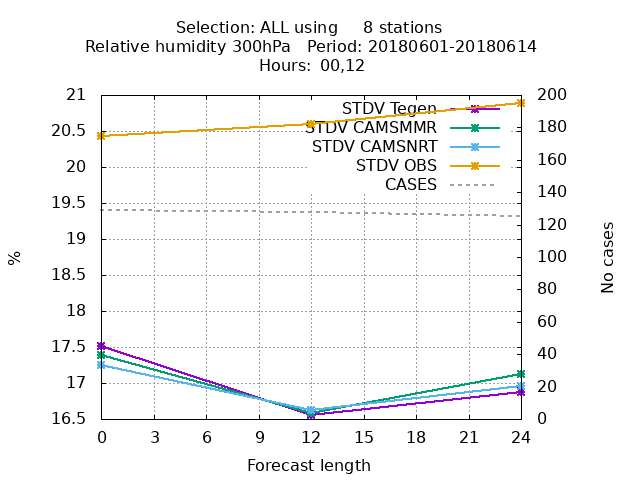 Selection: ALL using 8 stations
Relative humidity 300hPa Period: 20180601-20180614
Hours: 00,12
STDV Tegen
STDV CAMSMMR
STDV CAMSNRT
STDV OBS
CASES
%
21
20.5
20
19.5
19
18.5
18
17.5
17
16.5
200
180
160
140
120
100
80
60
40
20
0
No cases
0 3 6 9 12 15 18 21 24
Forecast length